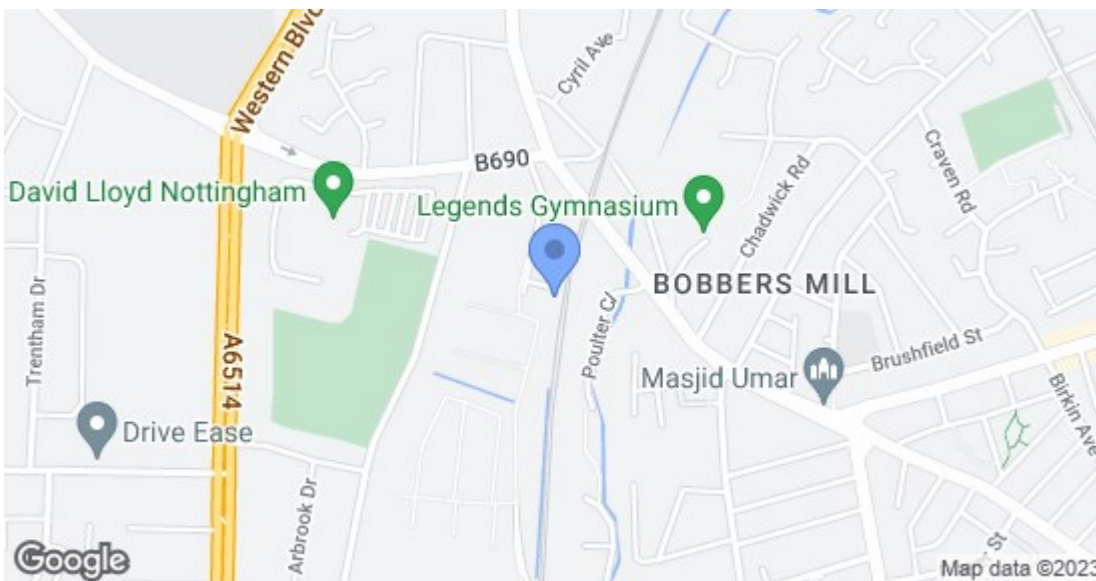 Western Blvd
Cyril Ave
B690
David Lloyd Nottingham
Legends Gymnasium
Chadwick Rd
Craven Rd
BOBBERS MILL
Trentham Dr
A6514
Poulter Cl
Brushfield St
Masjid Umar
Birkin Ave
Drive Ease
Arbrook Dr
St
Google
Map data ©2023